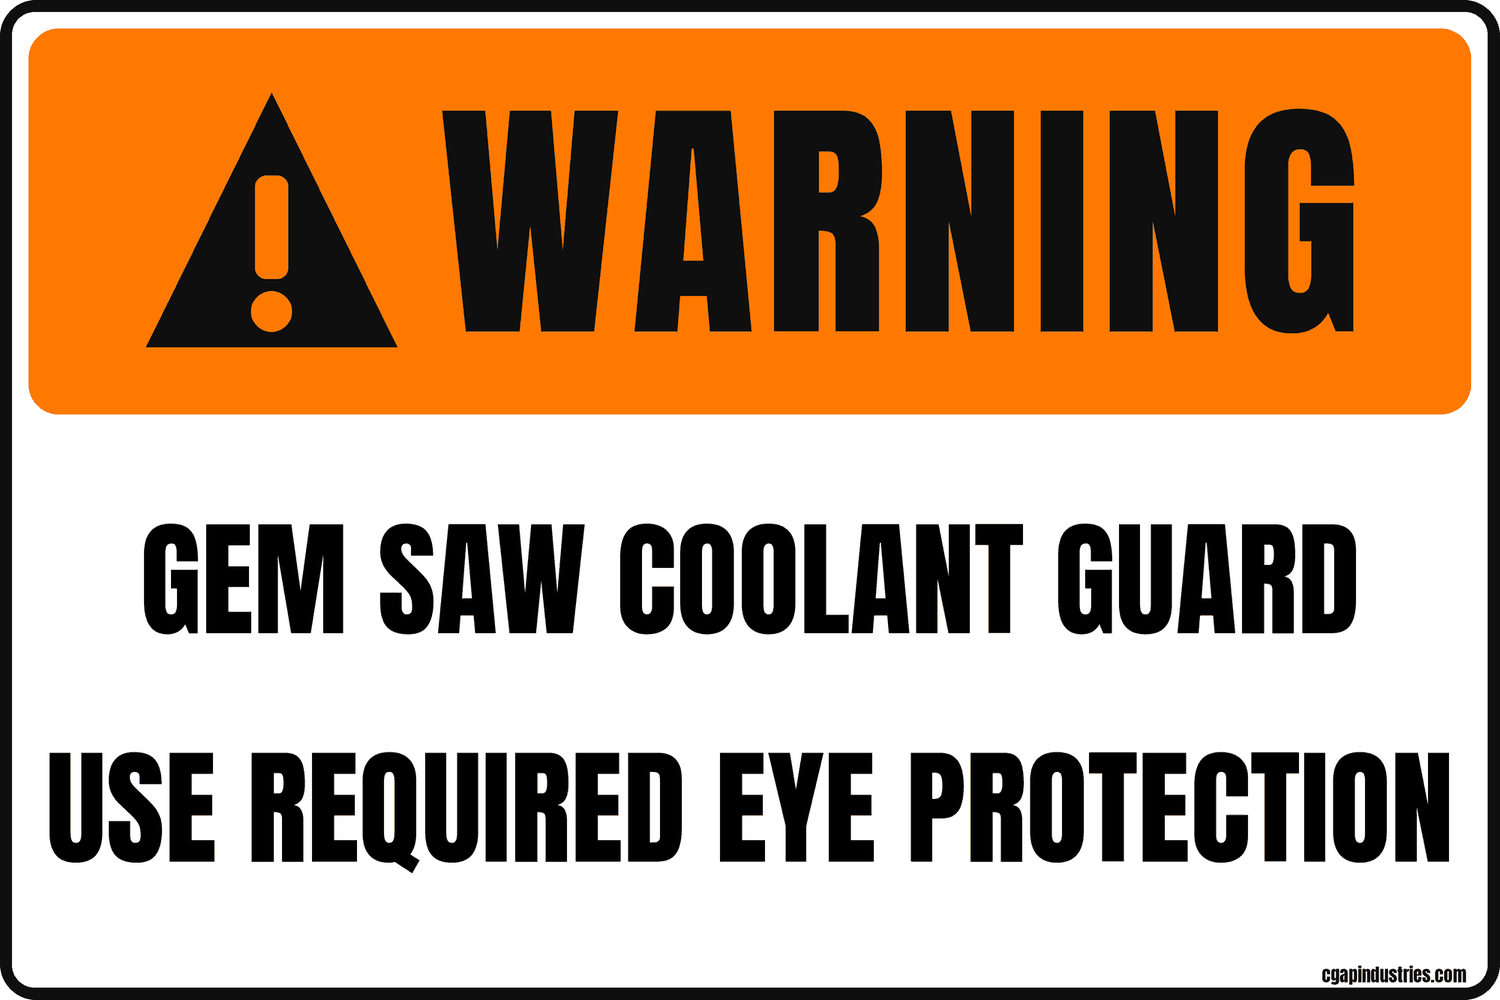 WARNING
GEM SAW COOLANT GUARD
USE REQUIRED EYE PROTECTION
cgapindustries.com